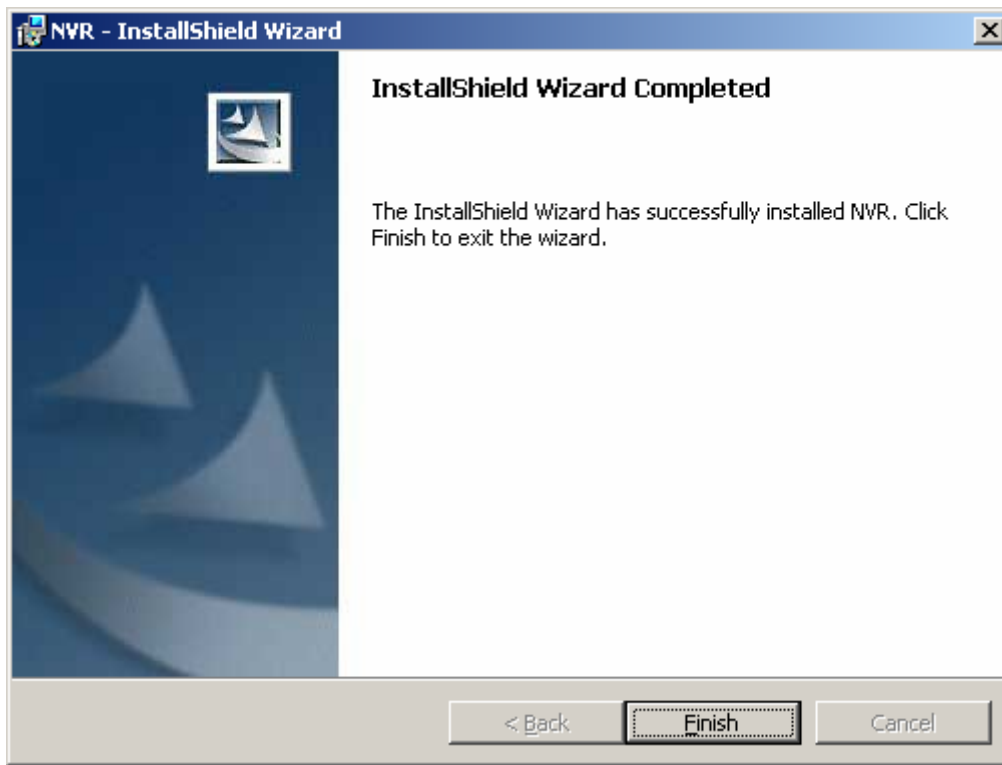 NVR - InstallShield Wizard
InstallShield Wizard Completed
The InstallShield Wizard has successfully installed NVR. Click
Finish to exit the wizard.
< Back
Finish
Cancel